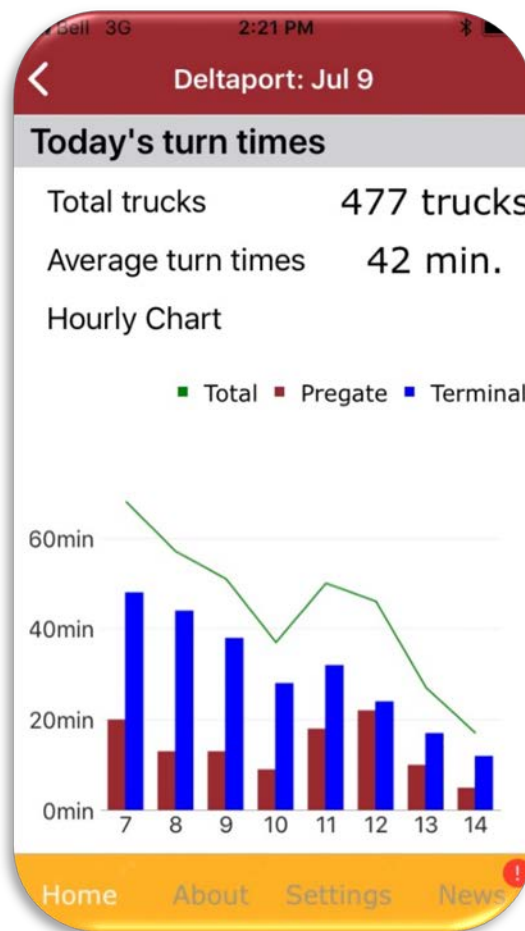 Bell 3G 2:21 PM
Deltaport: Jul 9
Today's turn times
Total trucks 477 trucks
Average turn times 42 min.
Hourly Chart
Total Pregate Terminal
60min
40min
20min
0min
7 8 9 10 11 12 13 14
Home About Settings News !